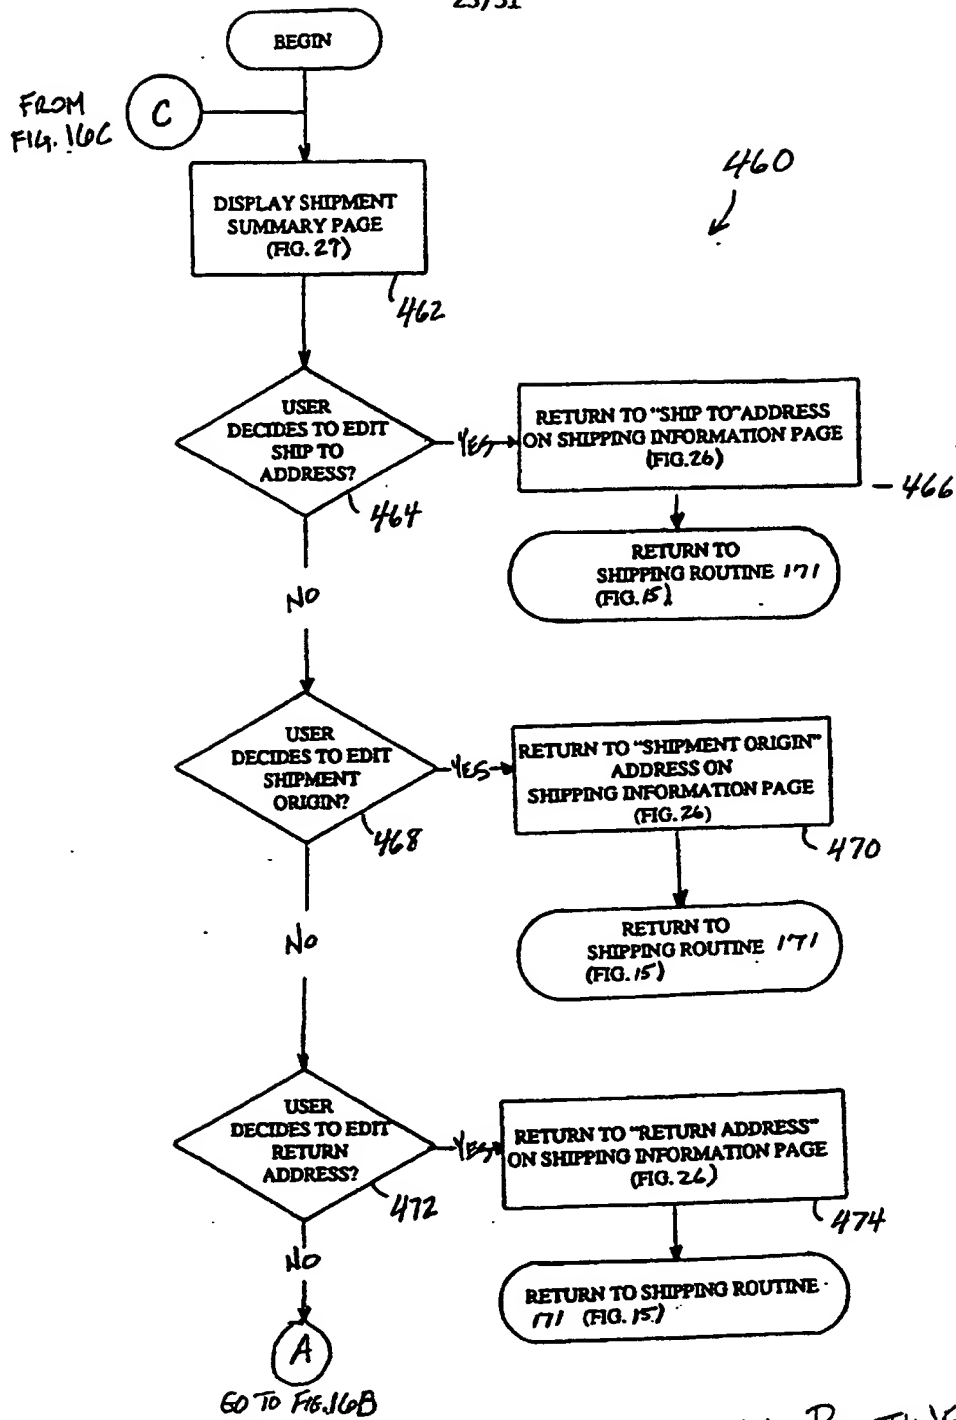 BEGIN
FROM
FIG. 16C
C
460
DISPLAY SHIPMENT
SUMMARY PAGE
(FIG. 27)
462
USER
DECIDES TO EDIT
SHIP TO
ADDRESS?
464
YES
RETURN TO "SHIP TO" ADDRESS
ON SHIPPING INFORMATION PAGE
(FIG. 26)
466
RETURN TO
SHIPPING ROUTINE 171
(FIG. 15)
NO
USER
DECIDES TO EDIT
SHIPMENT
ORIGIN?
468
YES
RETURN TO "SHIPMENT ORIGIN"
ADDRESS ON
SHIPPING INFORMATION PAGE
(FIG. 26)
470
RETURN TO
SHIPPING ROUTINE 171
(FIG. 15)
NO
USER
DECIDES TO EDIT
RETURN
ADDRESS?
472
YES
RETURN TO "RETURN ADDRESS"
ON SHIPPING INFORMATION PAGE
(FIG. 26)
474
RETURN TO SHIPPING ROUTINE
171 (FIG. 15)
NO
A
GO TO FIG. 16B